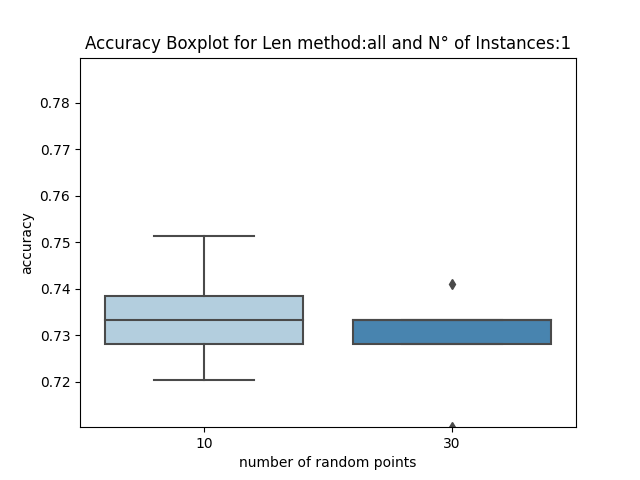 Accuracy Boxplot for Len method:all and N° of Instances:1
0.78
0.77
0.76
0.75
0.74
0.73
0.72
accuracy
10 30
number of random points